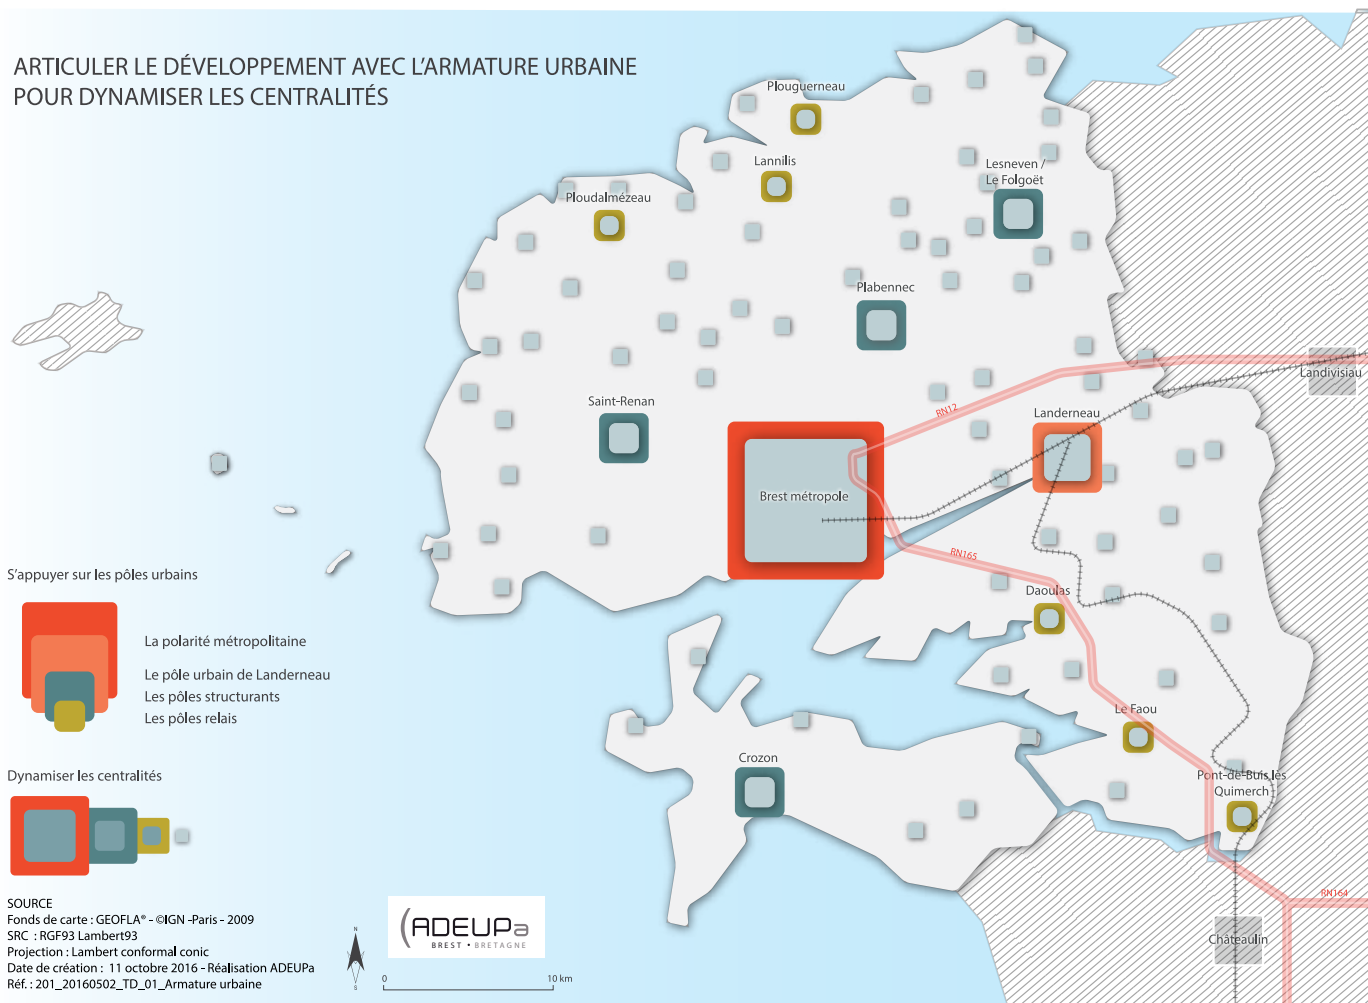 ARTICULER LE DÉVELOPPEMENT AVEC L'ARMATURE URBAINE
POUR DYNAMISER LES CENTRALITÉS
Plouguerneau
Lannilis
Lesneven /
Le Folgoët
Ploudalmézeau
Plabennec
Landivisiau
Saint-Renan
RN12
Landerneau
Brest métropole
RN165
Daoulas
Le Faou
Crozon
Pont-de-Buis les
Quimerch
RN164
Châteaulin
S'appuyer sur les pôles urbains
La polarité métropolitaine
Le pôle urbain de Landerneau
Les pôles structurants
Les pôles relais
Dynamiser les centralités
SOURCE
Fonds de carte : GEOFLA® - ©IGN -Paris - 2009
SRC : RGF93 Lambert93
Projection : Lambert conformal conic
Date de création : 11 octobre 2016 - Réalisation ADEUPa
Réf. : 201_20160502_TD_01_Armature urbaine
N
S
(ADEUPa
BREST • BRETAGNE
0 10 km